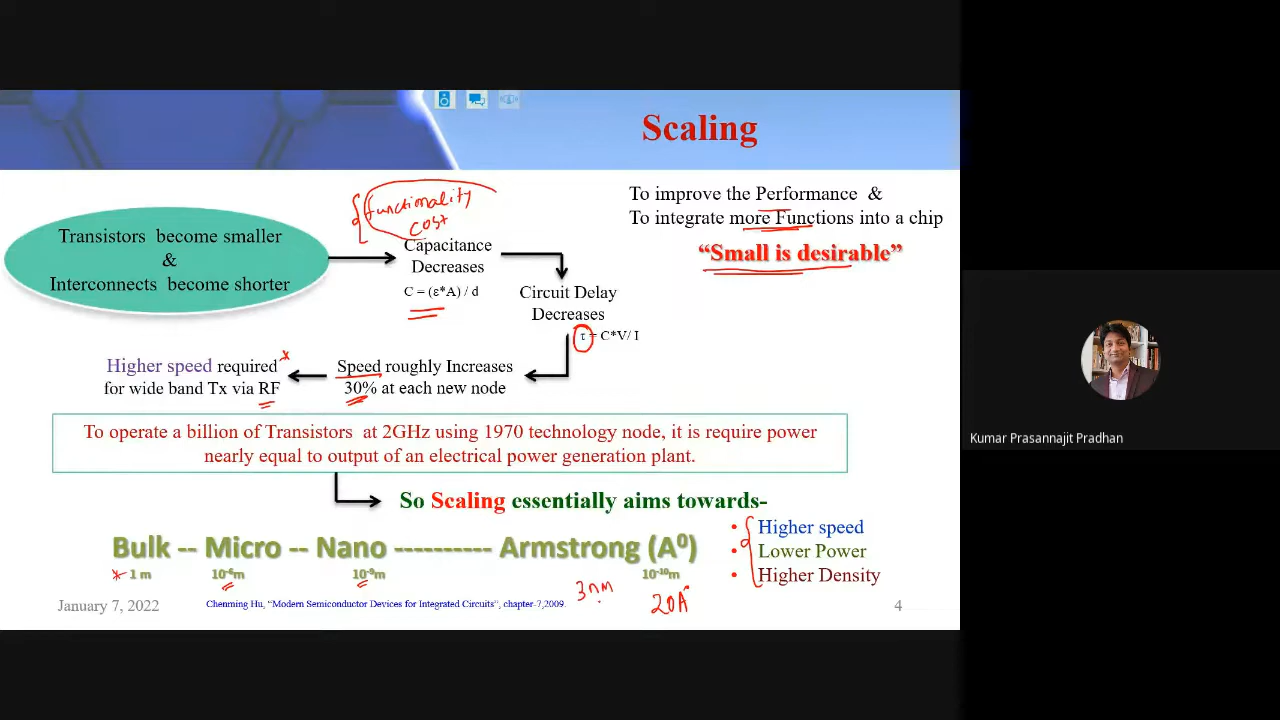 Scaling
To improve the Performance &
To integrate more Functions into a chip
“Small is desirable”
functionality
cost
Transistors become smaller
&
Interconnects become shorter
Capacitance
Decreases
C = (ε*A) / d
Circuit Delay
Decreases
τ = C*V/ I
Speed roughly Increases
30% at each new node
Higher speed required
for wide band Tx via RF
To operate a billion of Transistors at 2GHz using 1970 technology node, it is require power
nearly equal to output of an electrical power generation plant.
So Scaling essentially aims towards-
Bulk -- Micro -- Nano ---------- Armstrong (A⁰)
1 m 10⁻⁶m 10⁻⁹m 10⁻¹⁰m
3nm
20A°
• Higher speed
• Lower Power
• Higher Density
January 7, 2022
Chenming Hu, “Modern Semiconductor Devices for Integrated Circuits”, chapter-7,2009.
4
Kumar Prasannajit Pradhan